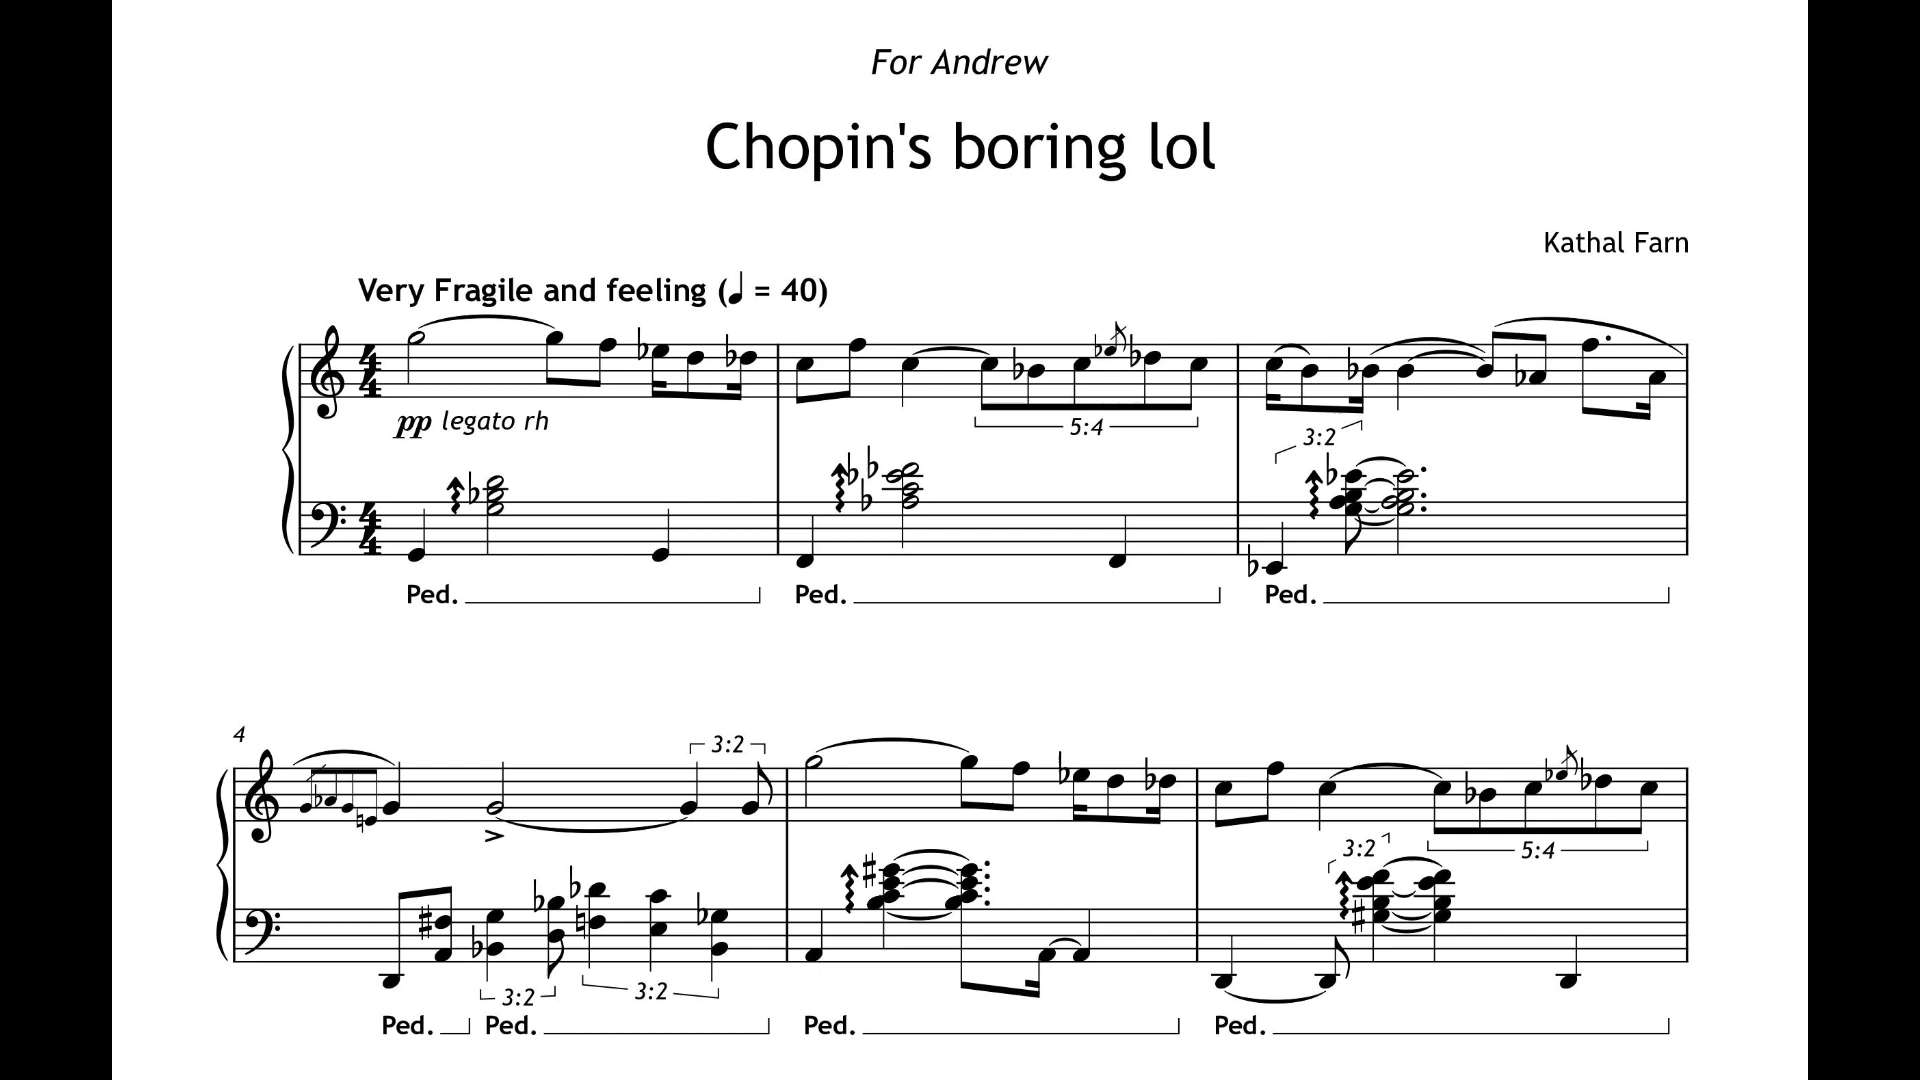 For Andrew
Chopin's boring lol
Kathal Farn
Very Fragile and feeling (♩ = 40)
pp legato rh
5:4
3:2
Ped. Ped. Ped.
4
3:2
3:2
5:4
3:2 3:2
Ped. Ped. Ped. Ped.